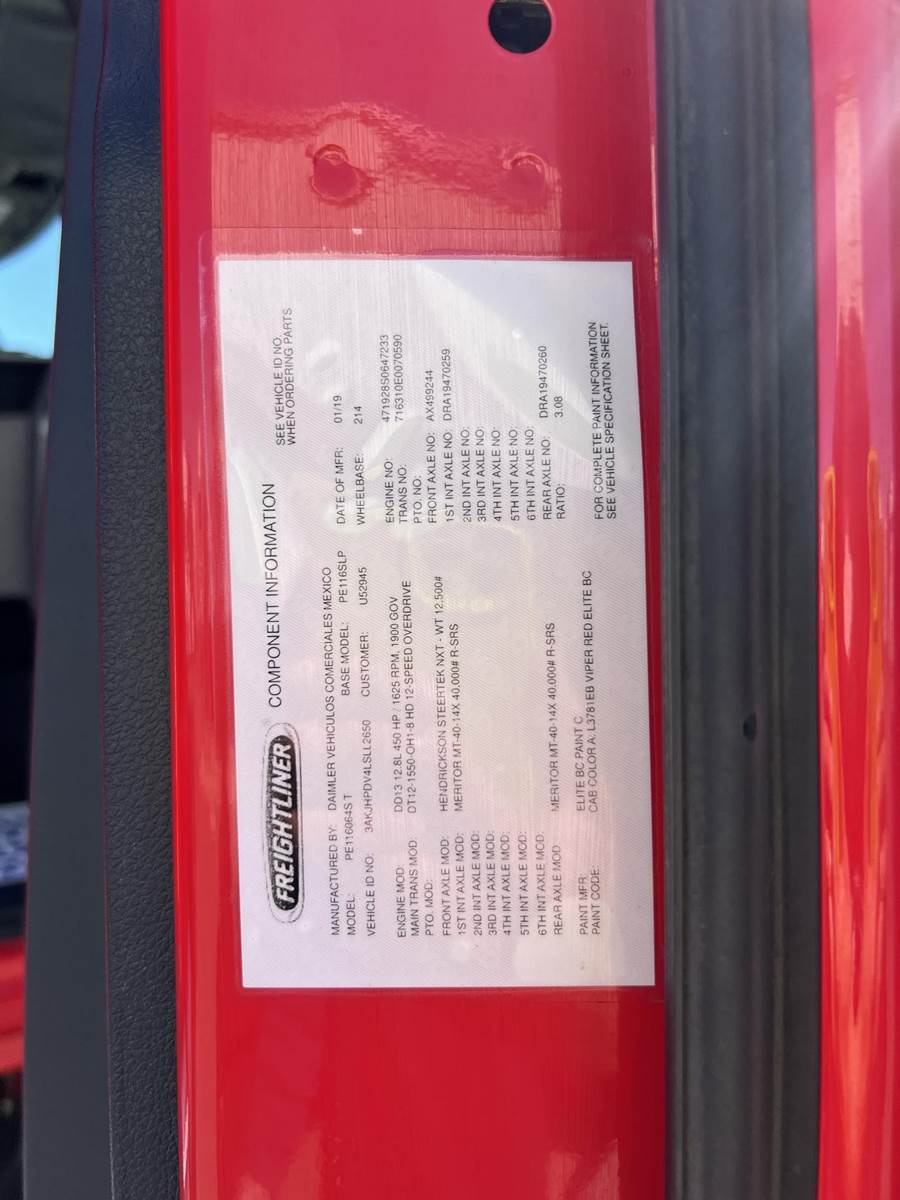 FREIGHTLINER COMPONENT INFORMATION
SEE VEHICLE ID NO.
WHEN ORDERING PARTS
MANUFACTURED BY: DAIMLER VEHICULOS COMERCIALES MEXICO DATE OF MFR: 01/19
MODEL: PE116064S T BASE MODEL: PE116SLP WHEELBASE: 214
VEHICLE ID NO: 3AKJHPDV4LSLL2650 CUSTOMER: U52945
ENGINE MOD: DD13 12.8L 450 HP / 1625 RPM, 1900 GOV ENGINE NO: 471928S0647233
MAIN TRANS MOD: DT12-1550-OH1-8 HD 12-SPEED OVERDRIVE TRANS NO: 716310E0070590
PTO. MOD: PTO. NO:
FRONT AXLE MOD: HENDRICKSON STEERTEK NXT - WT 12,500# FRONT AXLE NO: AX499244
1ST INT AXLE MOD: MERITOR MT-40-14X 40,000# R-SRS 1ST INT AXLE NO: DRA19470259
2ND INT AXLE MOD: 2ND INT AXLE NO:
3RD INT AXLE MOD: 3RD INT AXLE NO:
4TH INT AXLE MOD: 4TH INT AXLE NO:
5TH INT AXLE MOD: 5TH INT AXLE NO:
6TH INT AXLE MOD: 6TH INT AXLE NO:
REAR AXLE MOD MERITOR MT-40-14X 40,000# R-SRS REAR AXLE NO: DRA19470260
RATIO: 3.08
PAINT MFR: ELITE BC PAINT C FOR COMPLETE PAINT INFORMATION
PAINT CODE: CAB COLOR A: L3781EB VIPER RED ELITE BC SEE VEHICLE SPECIFICATION SHEET.